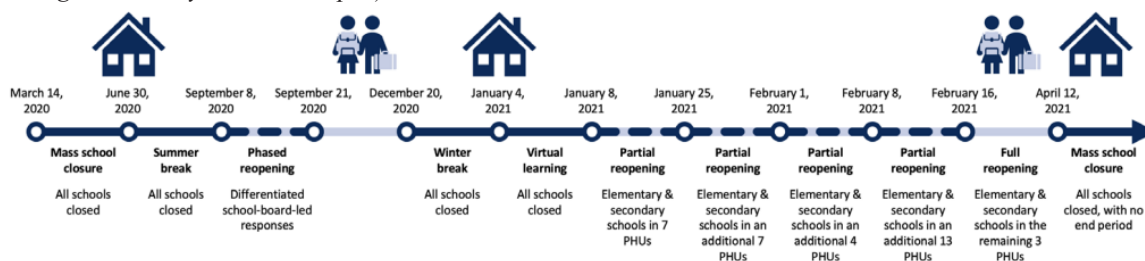 March 14, 2020
June 30, 2020
September 8, 2020
September 21, 2020
December 20, 2020
January 4, 2021
January 8, 2021
January 25, 2021
February 1, 2021
February 8, 2021
February 16, 2021
April 12, 2021
Mass school closure
All schools closed
Summer break
All schools closed
Phased reopening
Differentiated school-board-led responses
Winter break
All schools closed
Virtual learning
All schools closed
Partial reopening
Elementary & secondary schools in 7 PHUs
Partial reopening
Elementary & secondary schools in an additional 7 PHUs
Partial reopening
Elementary & secondary schools in an additional 4 PHUs
Partial reopening
Elementary & secondary schools in an additional 13 PHUs
Full reopening
Elementary & secondary schools in the remaining 3 PHUs
Mass school closure
All schools closed, with no end period